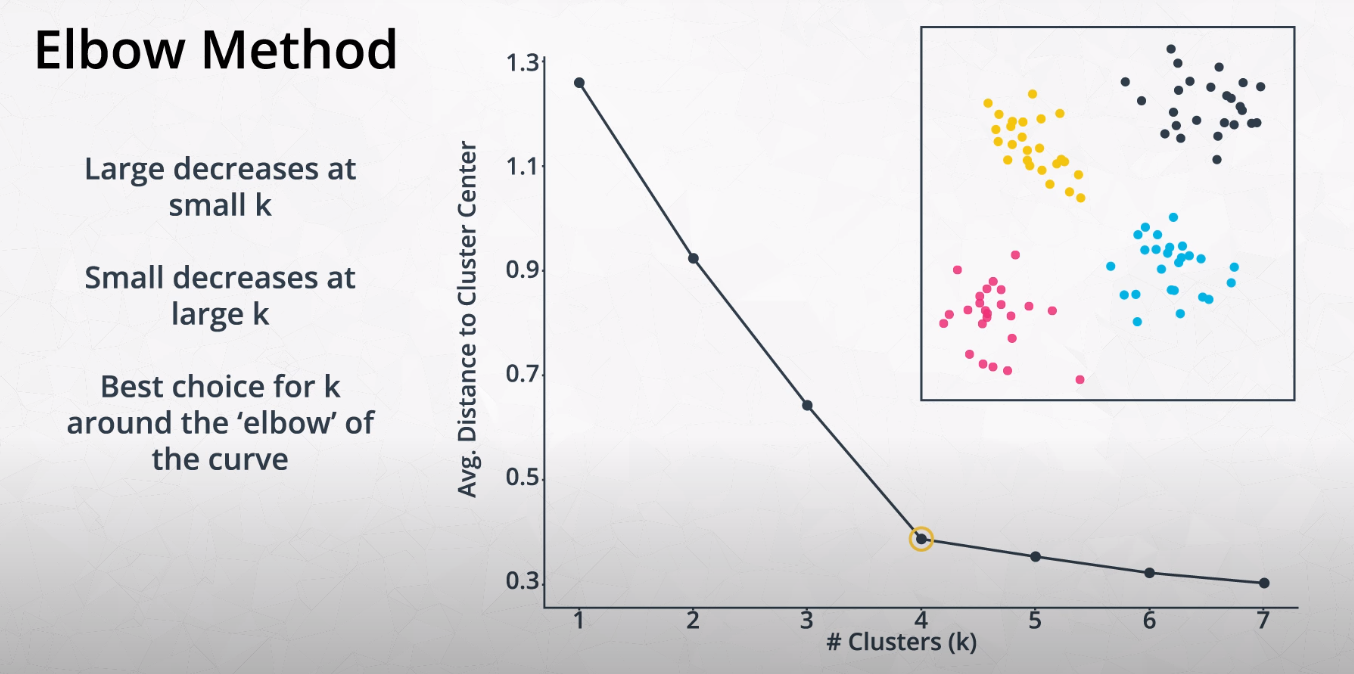 Elbow Method
Large decreases at
small k
Small decreases at
large k
Best choice for k
around the ‘elbow’ of
the curve
Avg. Distance to Cluster Center
1.3
1.1
0.9
0.7
0.5
0.3
1 2 3 4 5 6 7
# Clusters (k)